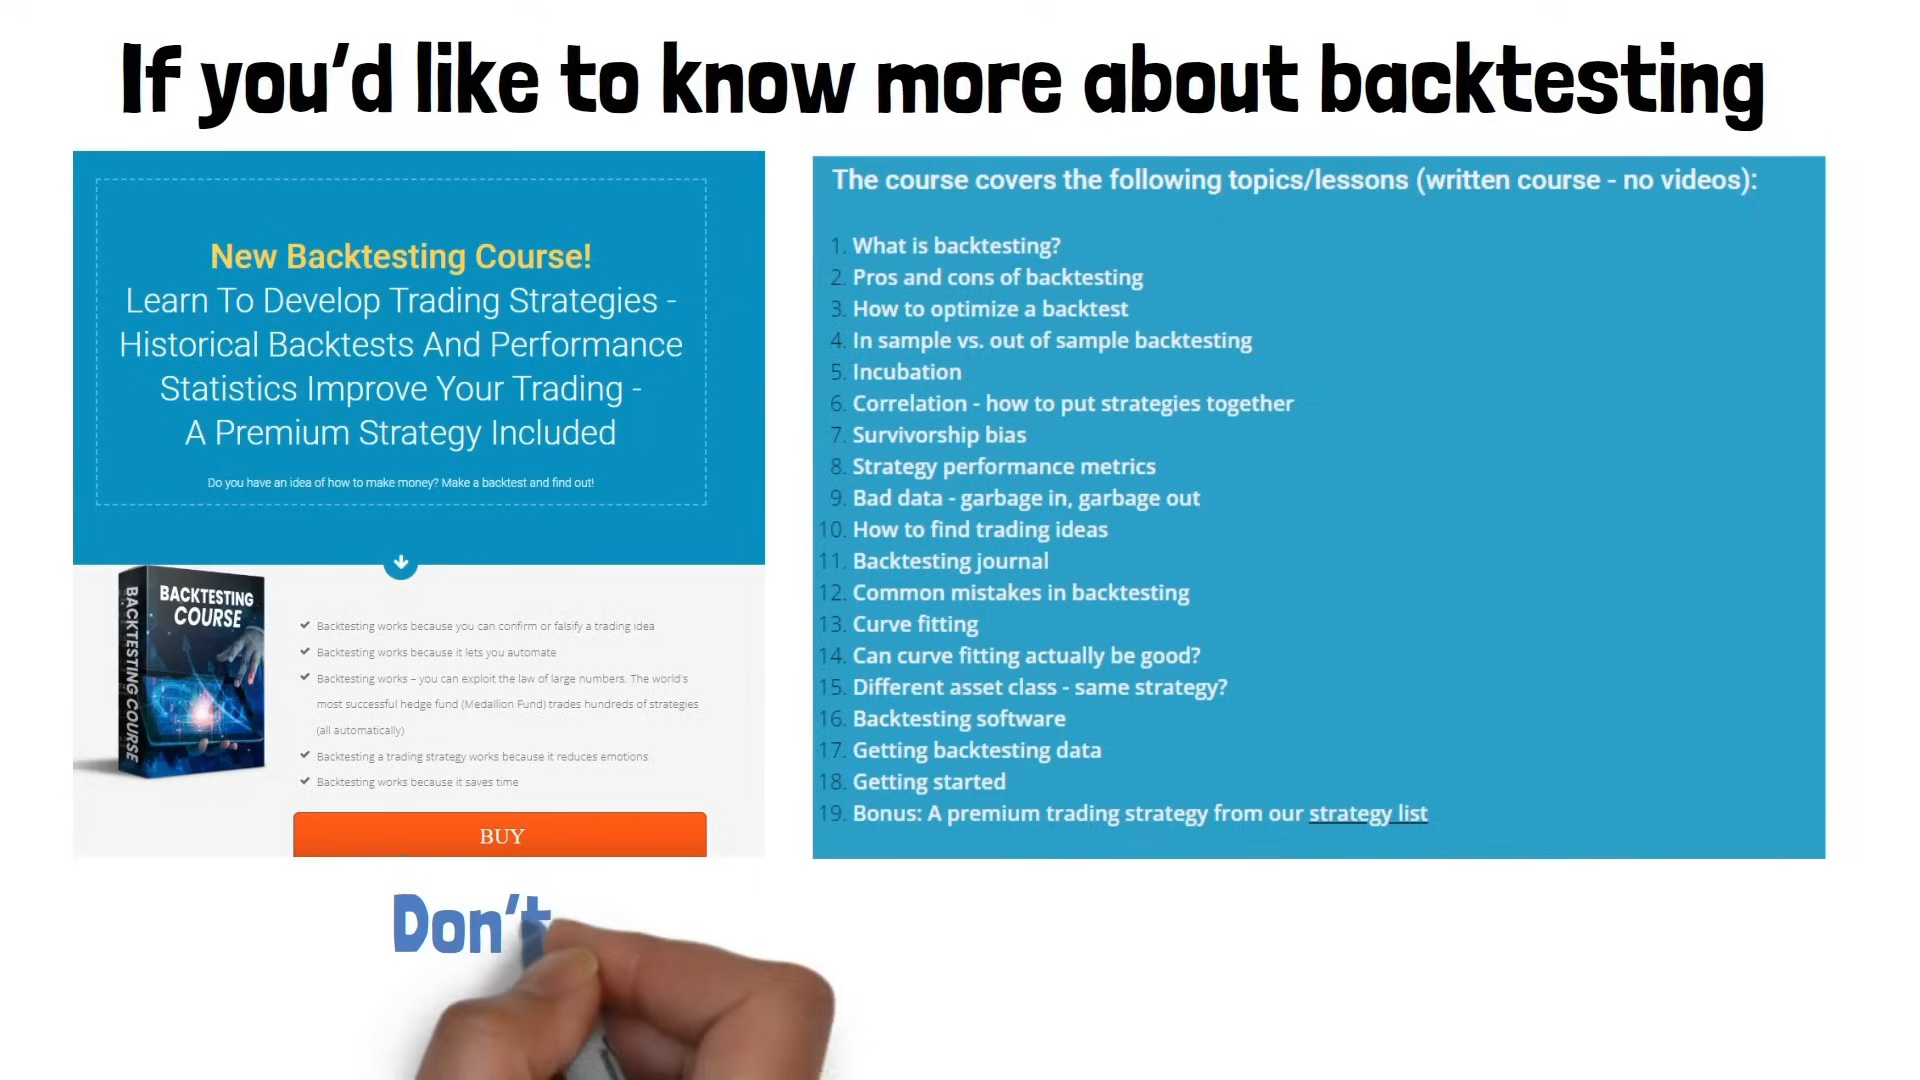 If you'd like to know more about backtesting
New Backtesting Course!
Learn To Develop Trading Strategies -
Historical Backtests And Performance
Statistics Improve Your Trading -
A Premium Strategy Included
Do you have an idea of how to make money? Make a backtest and find out!
BACKTESTING
COURSE
BACKTESTING COURSE
Backtesting works because you can confirm or falsify a trading idea
Backtesting works because it lets you automate
Backtesting works – you can exploit the law of large numbers. The world's
most successful hedge fund (Medallion Fund) trades hundreds of strategies
(all automatically)
Backtesting a trading strategy works because it reduces emotions
Backtesting works because it saves time
BUY
The course covers the following topics/lessons (written course - no videos):
1. What is backtesting?
2. Pros and cons of backtesting
3. How to optimize a backtest
4. In sample vs. out of sample backtesting
5. Incubation
6. Correlation - how to put strategies together
7. Survivorship bias
8. Strategy performance metrics
9. Bad data - garbage in, garbage out
10. How to find trading ideas
11. Backtesting journal
12. Common mistakes in backtesting
13. Curve fitting
14. Can curve fitting actually be good?
15. Different asset class - same strategy?
16. Backtesting software
17. Getting backtesting data
18. Getting started
19. Bonus: A premium trading strategy from our strategy list
Don't